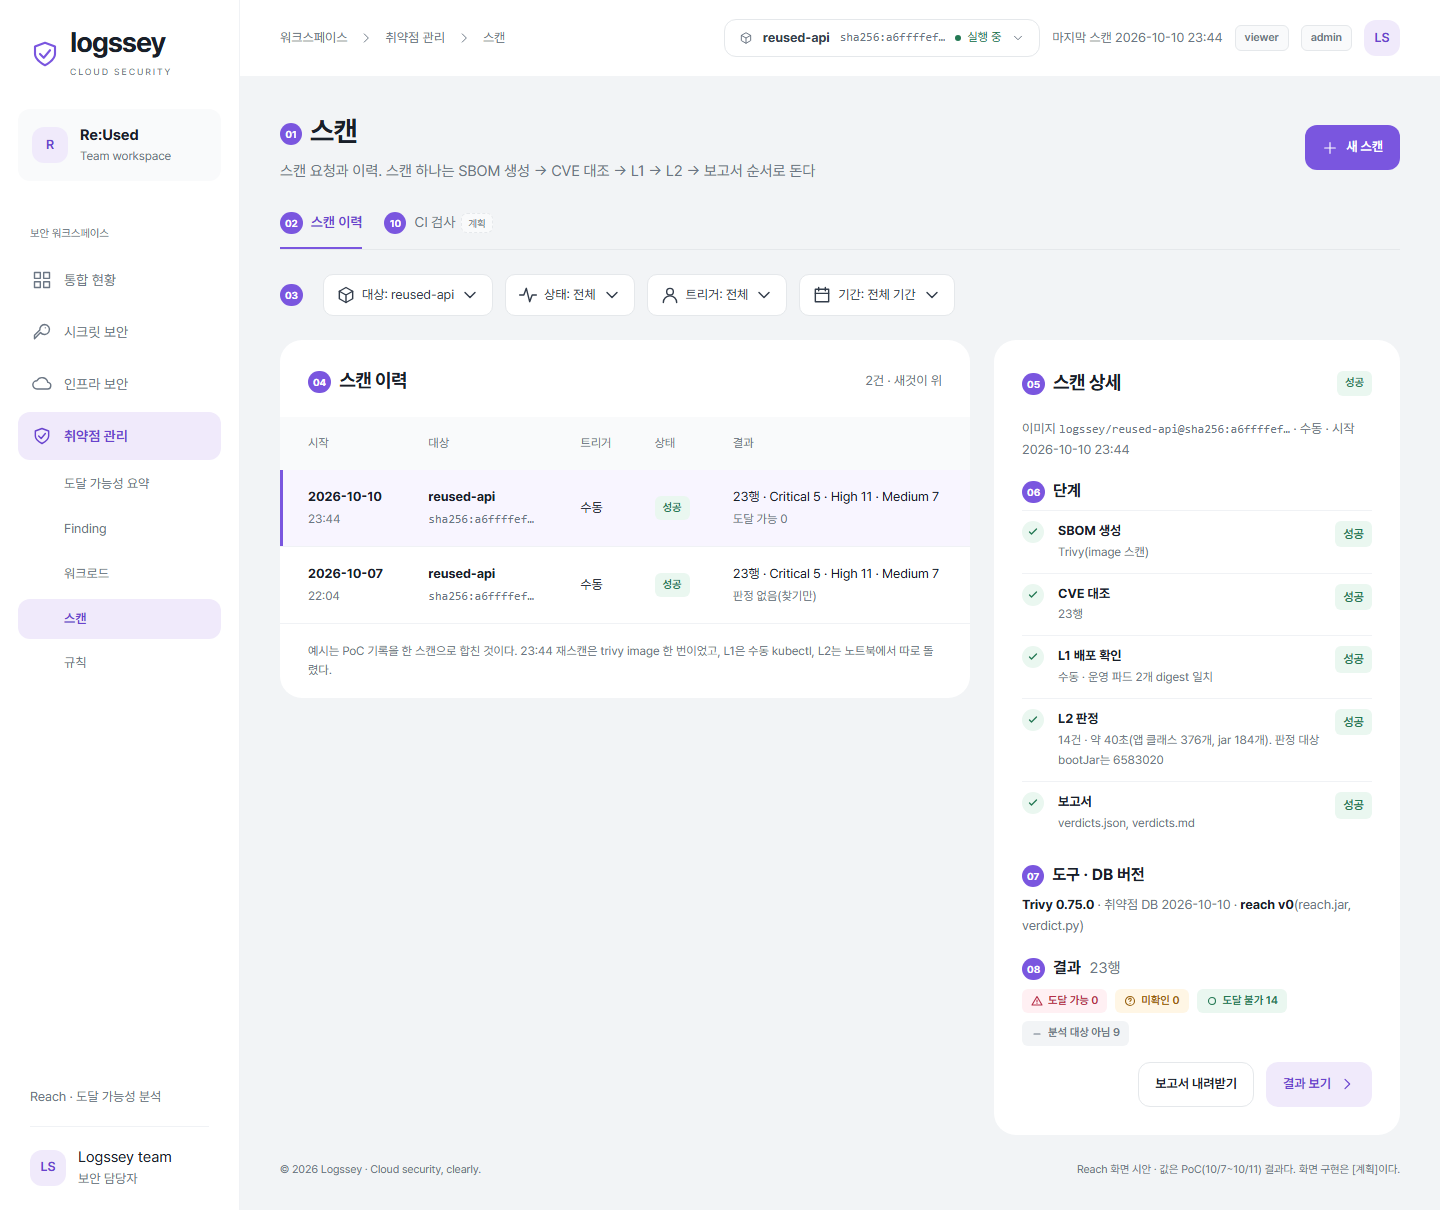 logssey
CLOUD SECURITY
R
Re:Used
Team workspace
보안 워크스페이스
통합 현황
시크릿 보안
인프라 보안
취약점 관리
도달 가능성 요약
Finding
워크로드
스캔
규칙
Reach · 도달 가능성 분석
LS
Logssey team
보안 담당자
워크스페이스 > 취약점 관리 > 스캔
reused-api sha256:a6ffffef… 실행 중
마지막 스캔 2026-10-10 23:44
viewer
admin
LS
01 스캔
스캔 요청과 이력. 스캔 하나는 SBOM 생성 → CVE 대조 → L1 → L2 → 보고서 순서로 돈다
새 스캔
02 스캔 이력
10 CI 검사 계획
03
대상: reused-api
상태: 전체
트리거: 전체
기간: 전체 기간
04 스캔 이력
2건 · 새것이 위
시작 대상 트리거 상태 결과
2026-10-10 reused-api 수동 성공 23행 · Critical 5 · High 11 · Medium 7
23:44 sha256:a6ffffef… 도달 가능 0
2026-10-07 reused-api 수동 성공 23행 · Critical 5 · High 11 · Medium 7
22:04 sha256:a6ffffef… 판정 없음(찾기만)
예시는 PoC 기록을 한 스캔으로 합친 것이다. 23:44 재스캔은 trivy image 한 번이었고, L1은 수동 kubectl, L2는 노트북에서 따로 돌
렸다.
05 스캔 상세
성공
이미지 logssey/reused-api@sha256:a6ffffef… · 수동 · 시작
2026-10-10 23:44
06 단계
SBOM 생성 성공
Trivy(image 스캔)
CVE 대조 성공
23행
L1 배포 확인 성공
수동 · 운영 파드 2개 digest 일치
L2 판정 성공
14건 · 약 40초(앱 클래스 376개, jar 184개). 판정 대상
bootJar는 6583020
보고서 성공
verdicts.json, verdicts.md
07 도구 · DB 버전
Trivy 0.75.0 · 취약점 DB 2026-10-10 · reach v0(reach.jar,
verdict.py)
08 결과 23행
도달 가능 0
미확인 0
도달 불가 14
분석 대상 아님 9
보고서 내려받기
결과 보기
© 2026 Logssey · Cloud security, clearly.
Reach 화면 시안 · 값은 PoC(10/7~10/11) 결과다. 화면 구현은 [계획]이다.